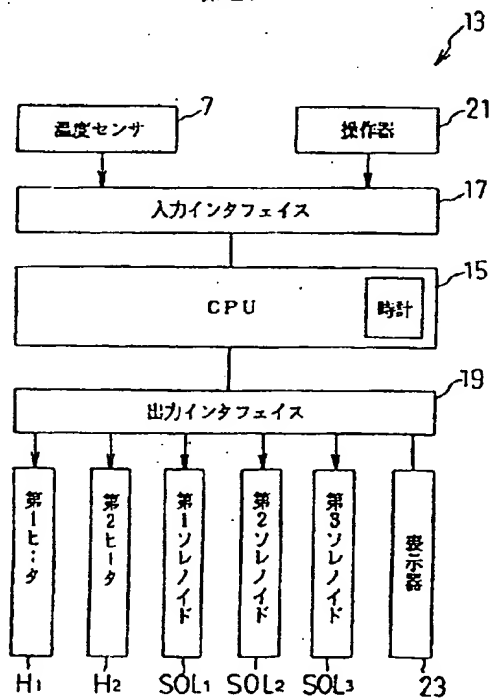 13
温度センサ
7
操作器
21
入力インタフェイス
17
CPU
時計
15
出力インタフェイス
19
第1ヒータ
第2ヒータ
第1ソレノイド
第2ソレノイド
第3ソレノイド
表示器
H1
H2
SOL1
SOL2
SOL3
23